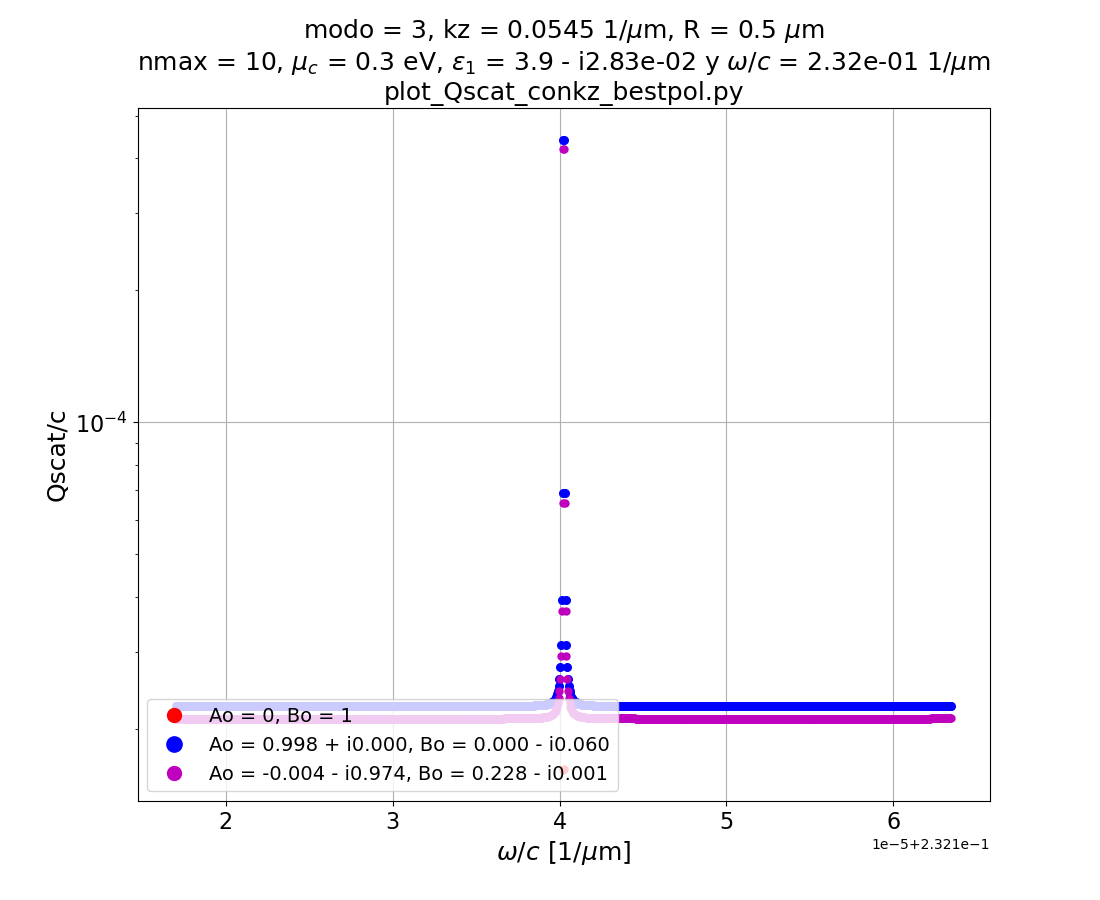 modo = 3, kz = 0.0545 1/μm, R = 0.5 μm
nmax = 10, μc = 0.3 eV, ε1 = 3.9 - i2.83e-02 y ω/c = 2.32e-01 1/μm
plot_Qscat_conkz_bestpol.py
Qscat/c
10−4
Ao = 0, Bo = 1
Ao = 0.998 + i0.000, Bo = 0.000 - i0.060
Ao = -0.004 - i0.974, Bo = 0.228 - i0.001
2 3 4 5 6
1e-5+2.321e-1
ω/c [1/μm]